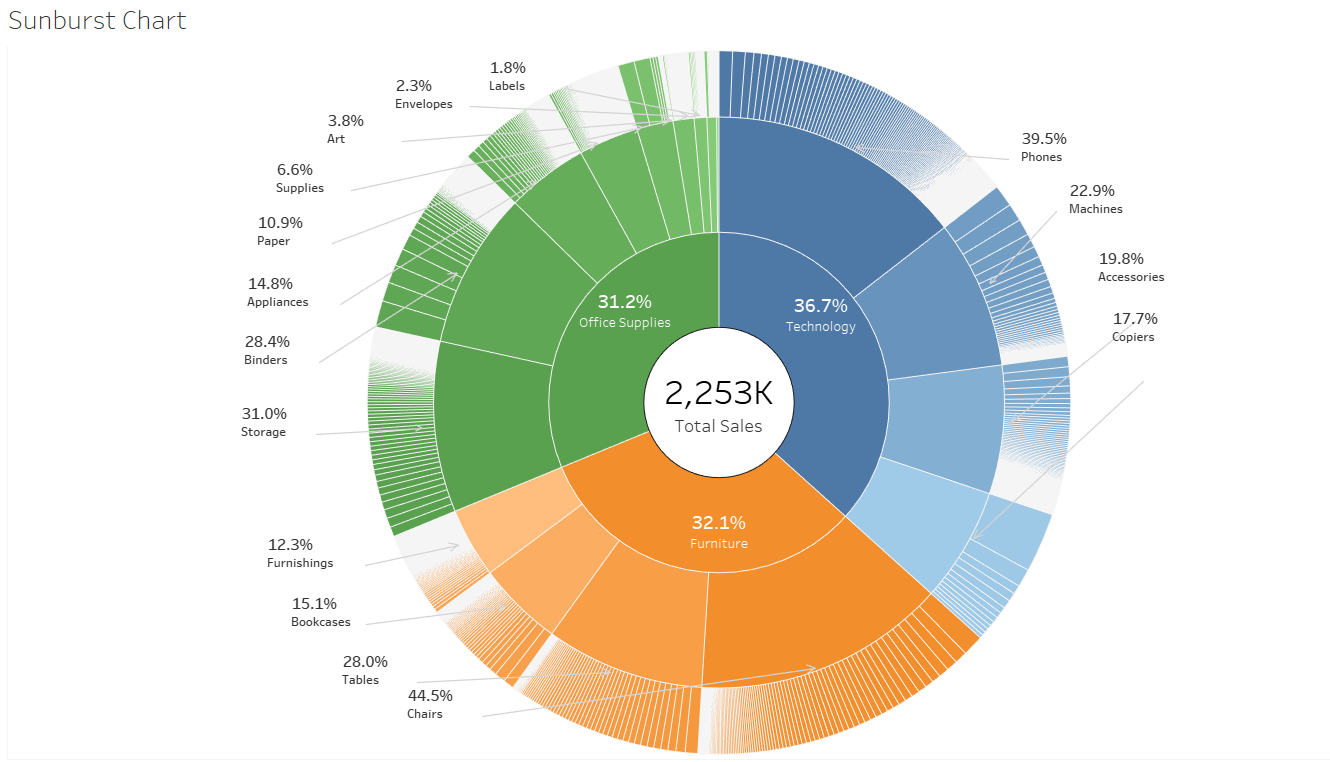 Sunburst Chart
1.8%
Labels
2.3%
Envelopes
3.8%
Art
6.6%
Supplies
10.9%
Paper
14.8%
Appliances
28.4%
Binders
31.0%
Storage
12.3%
Furnishings
15.1%
Bookcases
28.0%
Tables
44.5%
Chairs
39.5%
Phones
22.9%
Machines
19.8%
Accessories
17.7%
Copiers
31.2%
Office Supplies
36.7%
Technology
2,253K
Total Sales
32.1%
Furniture